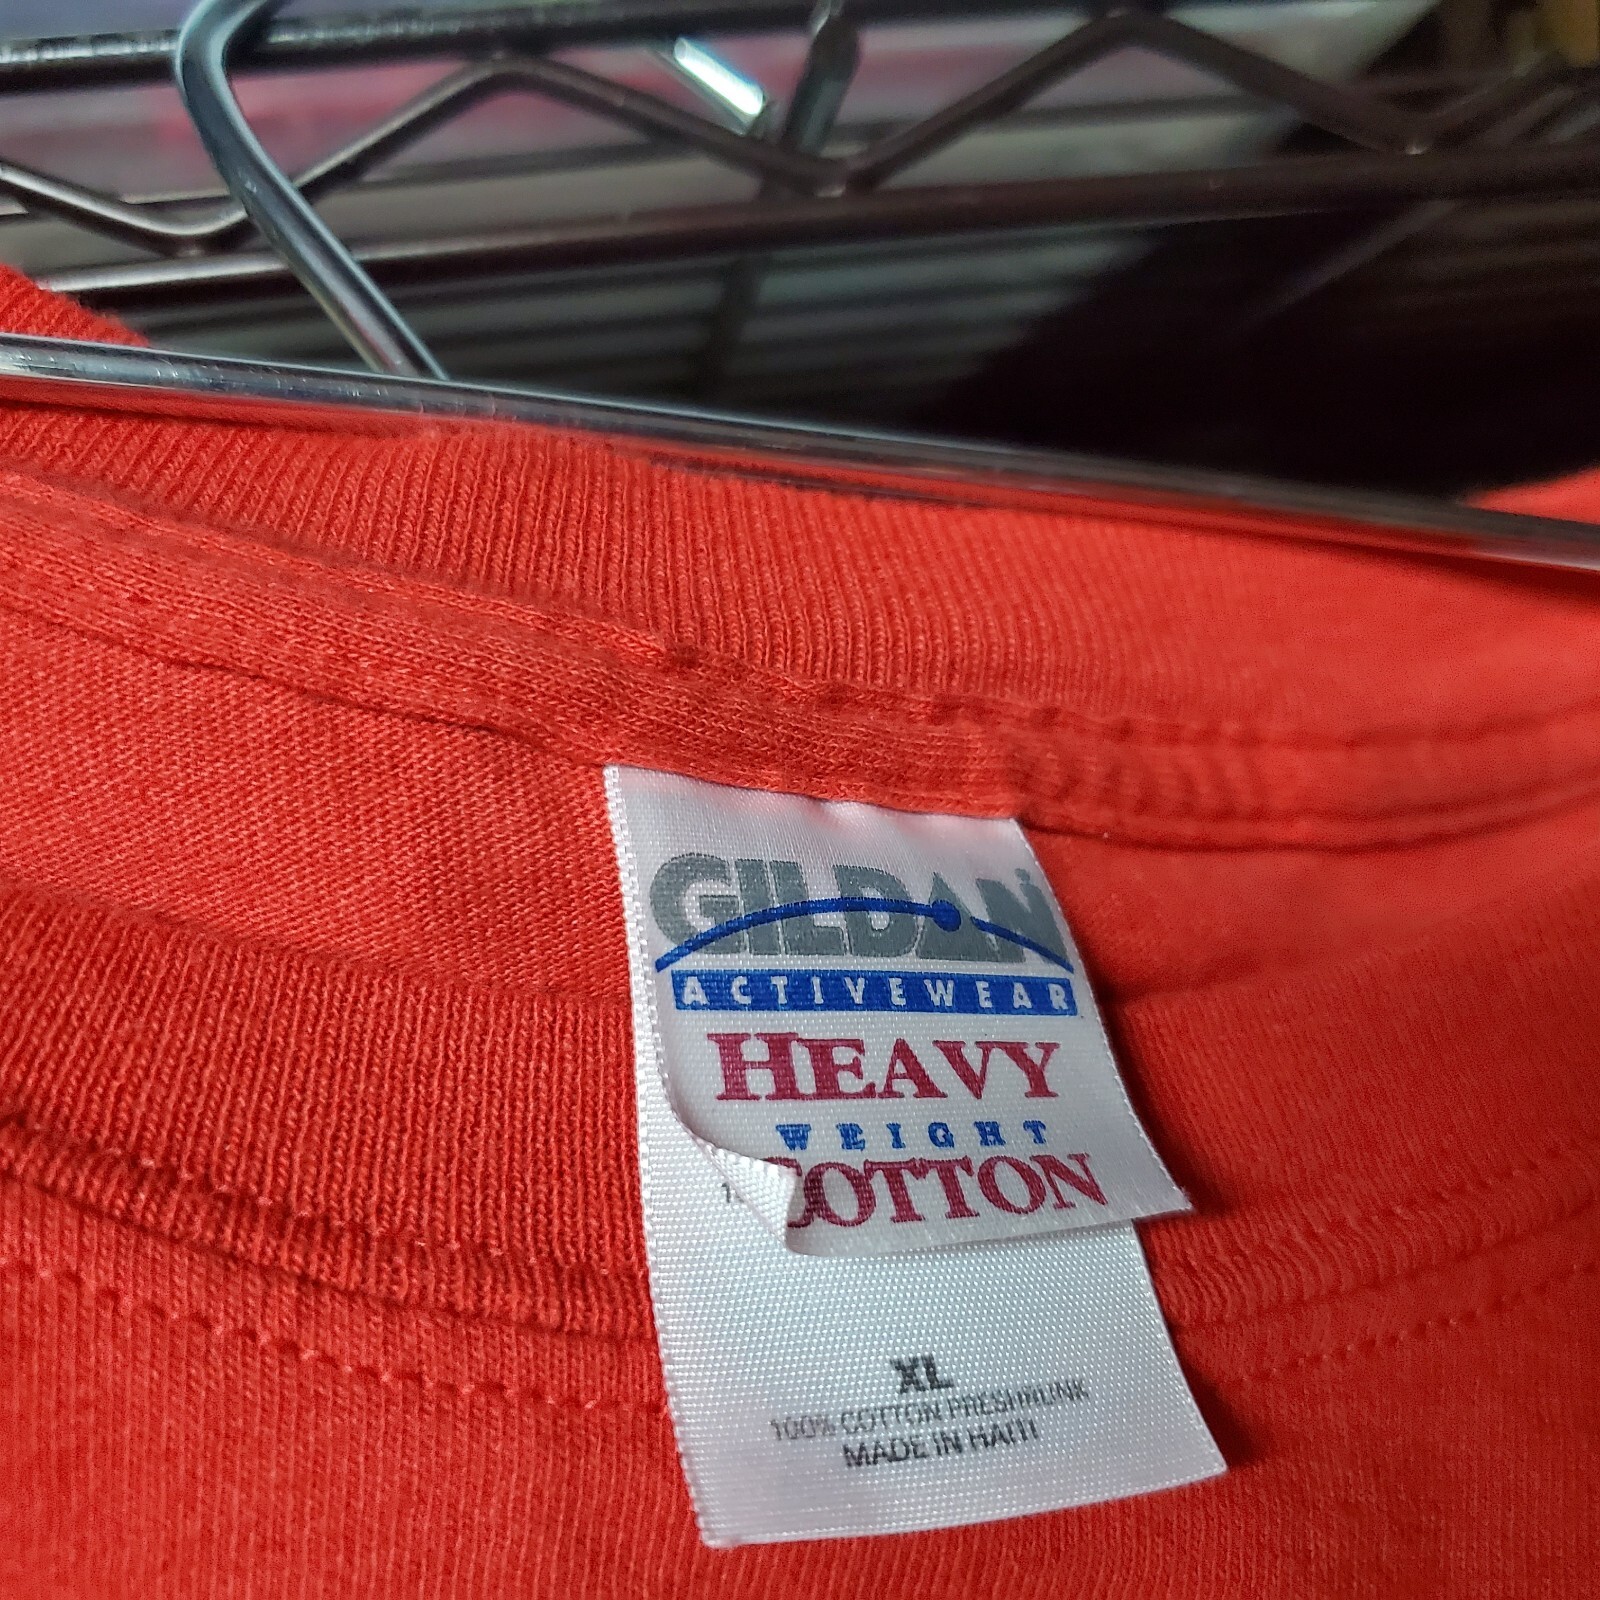 GILDAN
ACTIVEWEAR
HEAVY
WEIGHT
COTTON
XL
100% COTTON PRESHRUNK
MADE IN HAITI